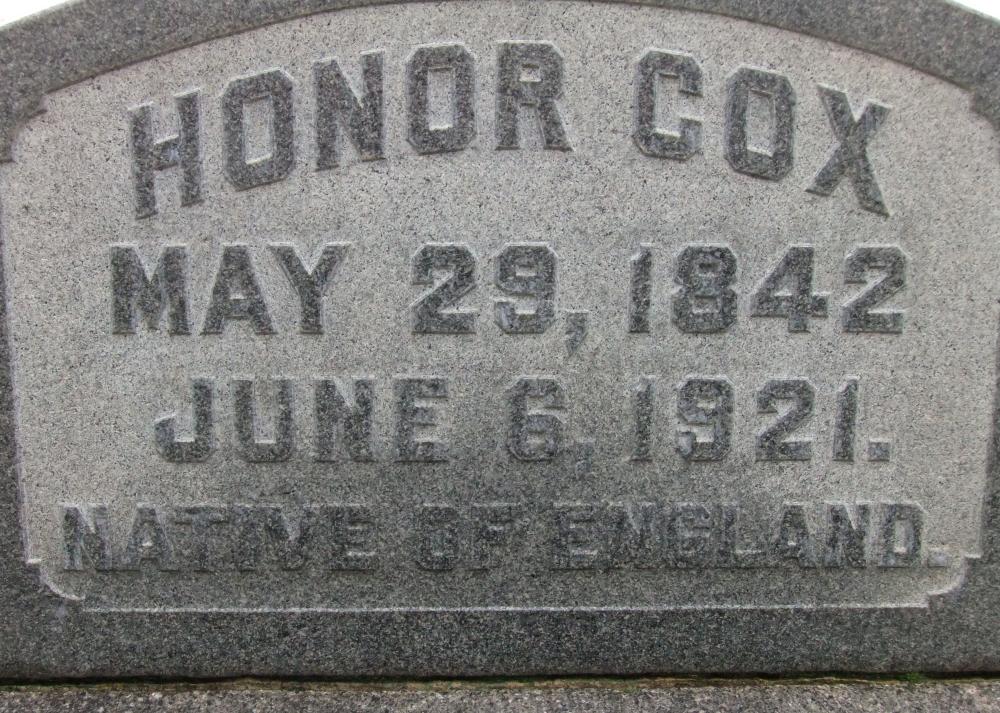 HONOR COX
MAY 29, 1842
JUNE 6, 1921.
NATIVE OF ENGLAND.